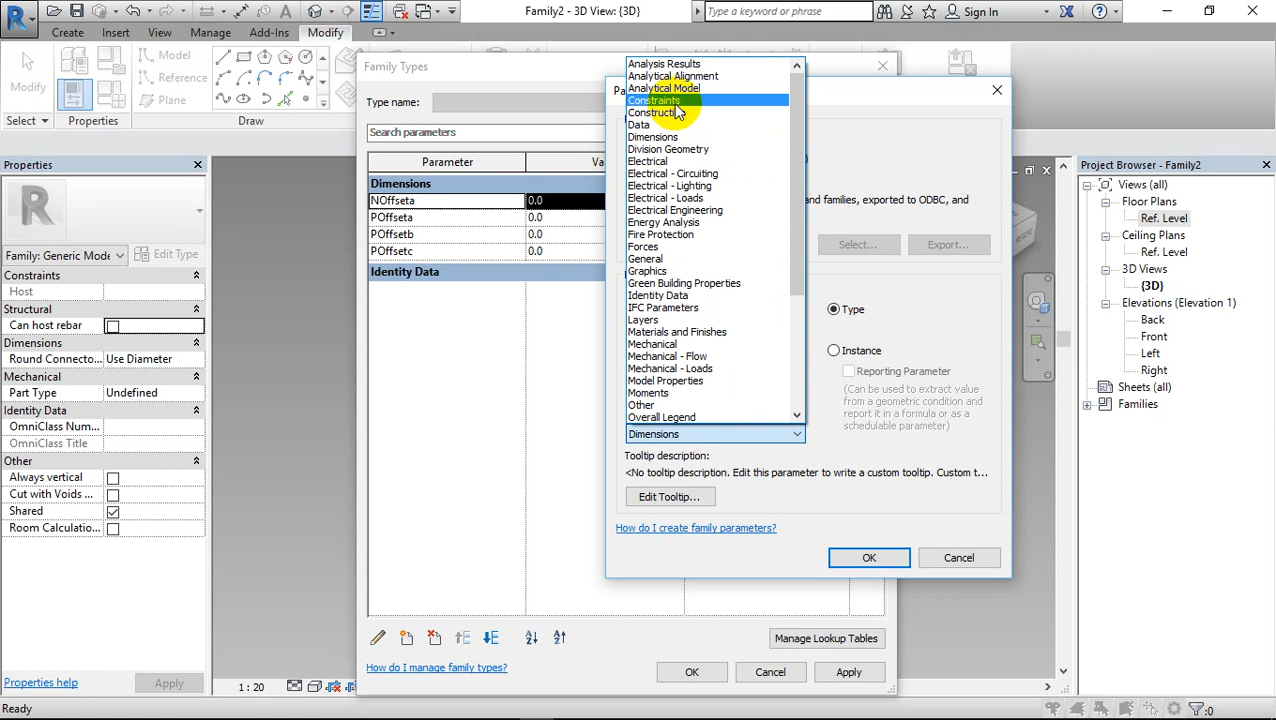 Family2 - 3D View: {3D}
Type a keyword or phrase
Sign In
Create
Insert
View
Manage
Add-Ins
Modify
Modify
Model
Reference
Plane
Select
Properties
Draw
Properties
Family: Generic Mode
Edit Type
Constraints
Host
Structural
Can host rebar
Dimensions
Round Connecto... Use Diameter
Mechanical
Part Type Undefined
Identity Data
OmniClass Num...
OmniClass Title
Other
Always vertical
Cut with Voids ...
Shared
Room Calculatio...
Properties help
Apply
Ready
1 : 20
Family Types
Type name:
Search parameters
Parameter
Va
Dimensions
NOffseta 0.0
POffseta 0.0
POffsetb 0.0
POffsetc 0.0
Identity Data
Manage Lookup Tables
How do I manage family types?
OK
Cancel
Apply
Pa
Analysis Results
Analytical Alignment
Analytical Model
Constraints
Data
Dimensions
Division Geometry
Electrical
Electrical - Circuiting
Electrical - Lighting
Electrical - Loads
Electrical Engineering
Energy Analysis
Fire Protection
Forces
General
Graphics
Green Building Properties
Identity Data
IFC Parameters
Layers
Materials and Finishes
Mechanical
Mechanical - Flow
Mechanical - Loads
Model Properties
Moments
Other
Overall Legend
Dimensions
and families, exported to ODBC, and
Select...
Export...
Type
Instance
Reporting Parameter
(Can be used to extract value
from a geometric condition and
report it in a formula or as a
schedulable parameter)
Tooltip description:
<No tooltip description. Edit this parameter to write a custom tooltip. Custom t...
Edit Tooltip...
How do I create family parameters?
OK
Cancel
Project Browser - Family2
Views (all)
Floor Plans
Ref. Level
Ceiling Plans
Ref. Level
3D Views
{3D}
Elevations (Elevation 1)
Back
Front
Left
Right
Sheets (all)
Families
:0